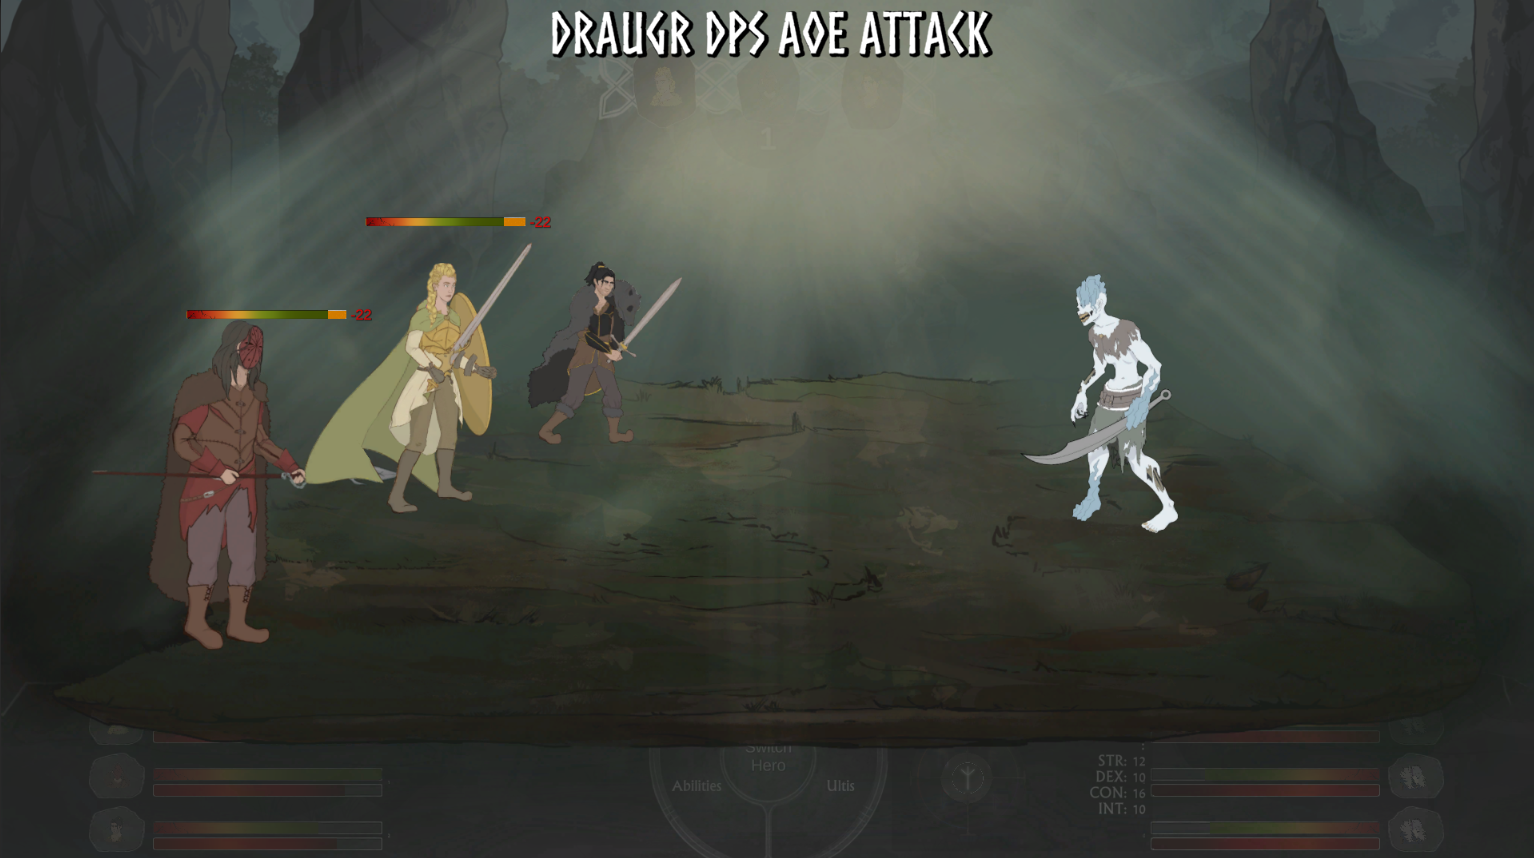 DRAUGR DPS AOE ATTACK
1
-22
-22
Switch
Hero
Abilities
Ultis
STR: 12
DEX: 10
CON: 16
INT: 10